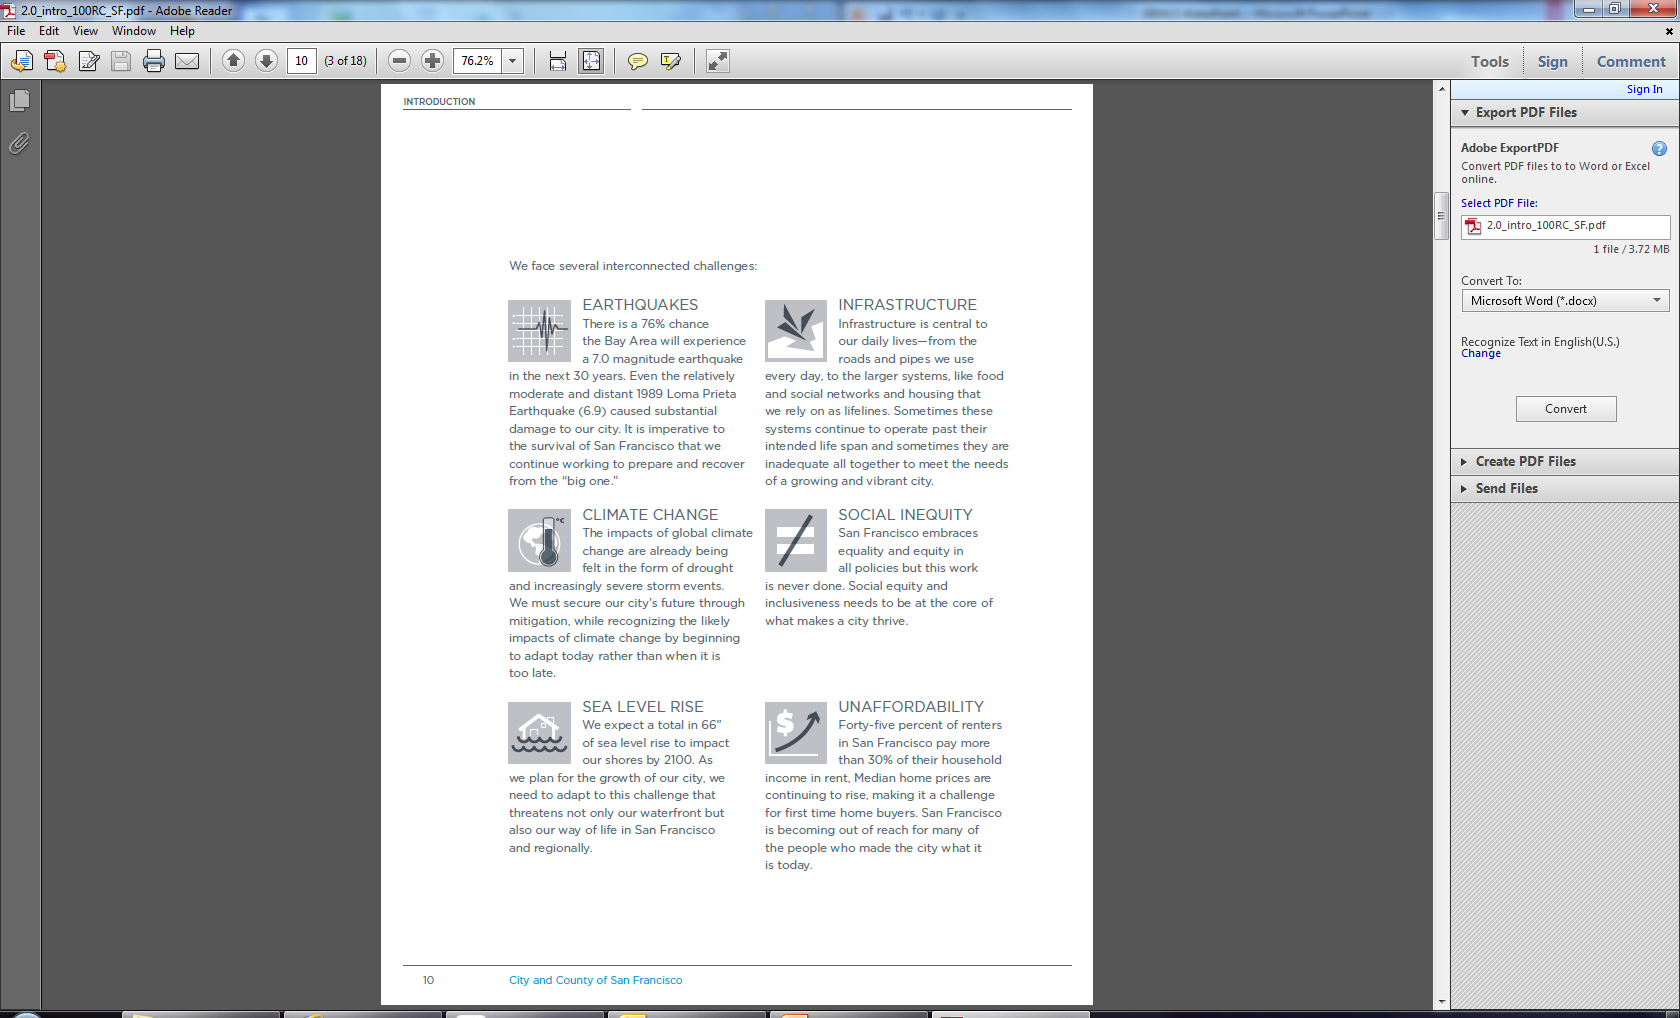 2.0_intro_100RC_SF.pdf - Adobe Reader
File Edit View Window Help
10 (3 of 18) 76.2% Tools Sign Comment
Sign In
Export PDF Files
Adobe ExportPDF
Convert PDF files to to Word or Excel
online.
Select PDF File:
2.0_intro_100RC_SF.pdf
1 file / 3.72 MB
Convert To:
Microsoft Word (*.docx)
Recognize Text in English(U.S.)
Change
Convert
Create PDF Files
Send Files
INTRODUCTION
We face several interconnected challenges:
EARTHQUAKES
There is a 76% chance
the Bay Area will experience
a 7.0 magnitude earthquake
in the next 30 years. Even the relatively
moderate and distant 1989 Loma Prieta
Earthquake (6.9) caused substantial
damage to our city. It is imperative to
the survival of San Francisco that we
continue working to prepare and recover
from the “big one.”
INFRASTRUCTURE
Infrastructure is central to
our daily lives—from the
roads and pipes we use
every day, to the larger systems, like food
and social networks and housing that
we rely on as lifelines. Sometimes these
systems continue to operate past their
intended life span and sometimes they are
inadequate all together to meet the needs
of a growing and vibrant city.
°C
CLIMATE CHANGE
The impacts of global climate
change are already being
felt in the form of drought
and increasingly severe storm events.
We must secure our city’s future through
mitigation, while recognizing the likely
impacts of climate change by beginning
to adapt today rather than when it is
too late.
SOCIAL INEQUITY
San Francisco embraces
equality and equity in
all policies but this work
is never done. Social equity and
inclusiveness needs to be at the core of
what makes a city thrive.
SEA LEVEL RISE
We expect a total in 66”
of sea level rise to impact
our shores by 2100. As
we plan for the growth of our city, we
need to adapt to this challenge that
threatens not only our waterfront but
also our way of life in San Francisco
and regionally.
$
UNAFFORDABILITY
Forty-five percent of renters
in San Francisco pay more
than 30% of their household
income in rent, Median home prices are
continuing to rise, making it a challenge
for first time home buyers. San Francisco
is becoming out of reach for many of
the people who made the city what it
is today.
10 City and County of San Francisco